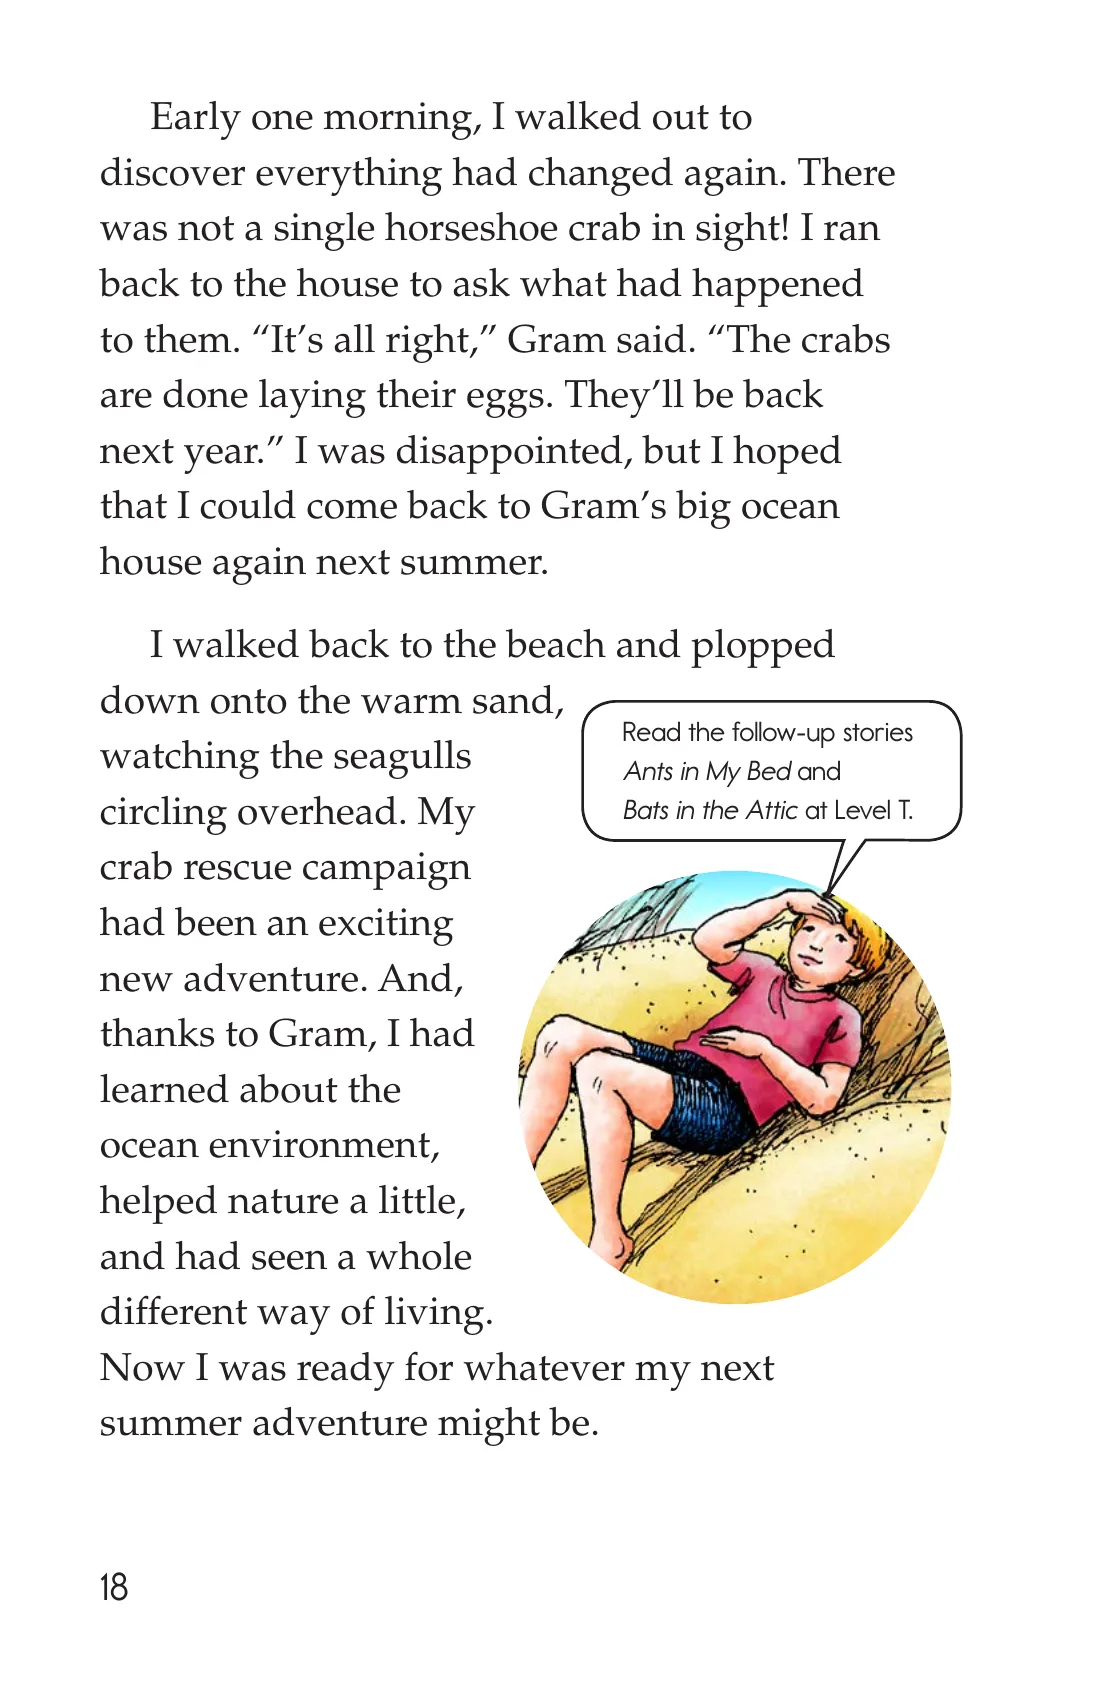 Early one morning, I walked out to
discover everything had changed again. There
was not a single horseshoe crab in sight! I ran
back to the house to ask what had happened
to them. “It’s all right,” Gram said. “The crabs
are done laying their eggs. They’ll be back
next year.” I was disappointed, but I hoped
that I could come back to Gram’s big ocean
house again next summer.
I walked back to the beach and plopped
down onto the warm sand,
watching the seagulls
circling overhead. My
crab rescue campaign
had been an exciting
new adventure. And,
thanks to Gram, I had
learned about the
ocean environment,
helped nature a little,
and had seen a whole
different way of living.
Now I was ready for whatever my next
summer adventure might be.
Read the follow-up stories
Ants in My Bed and
Bats in the Attic at Level T.
18